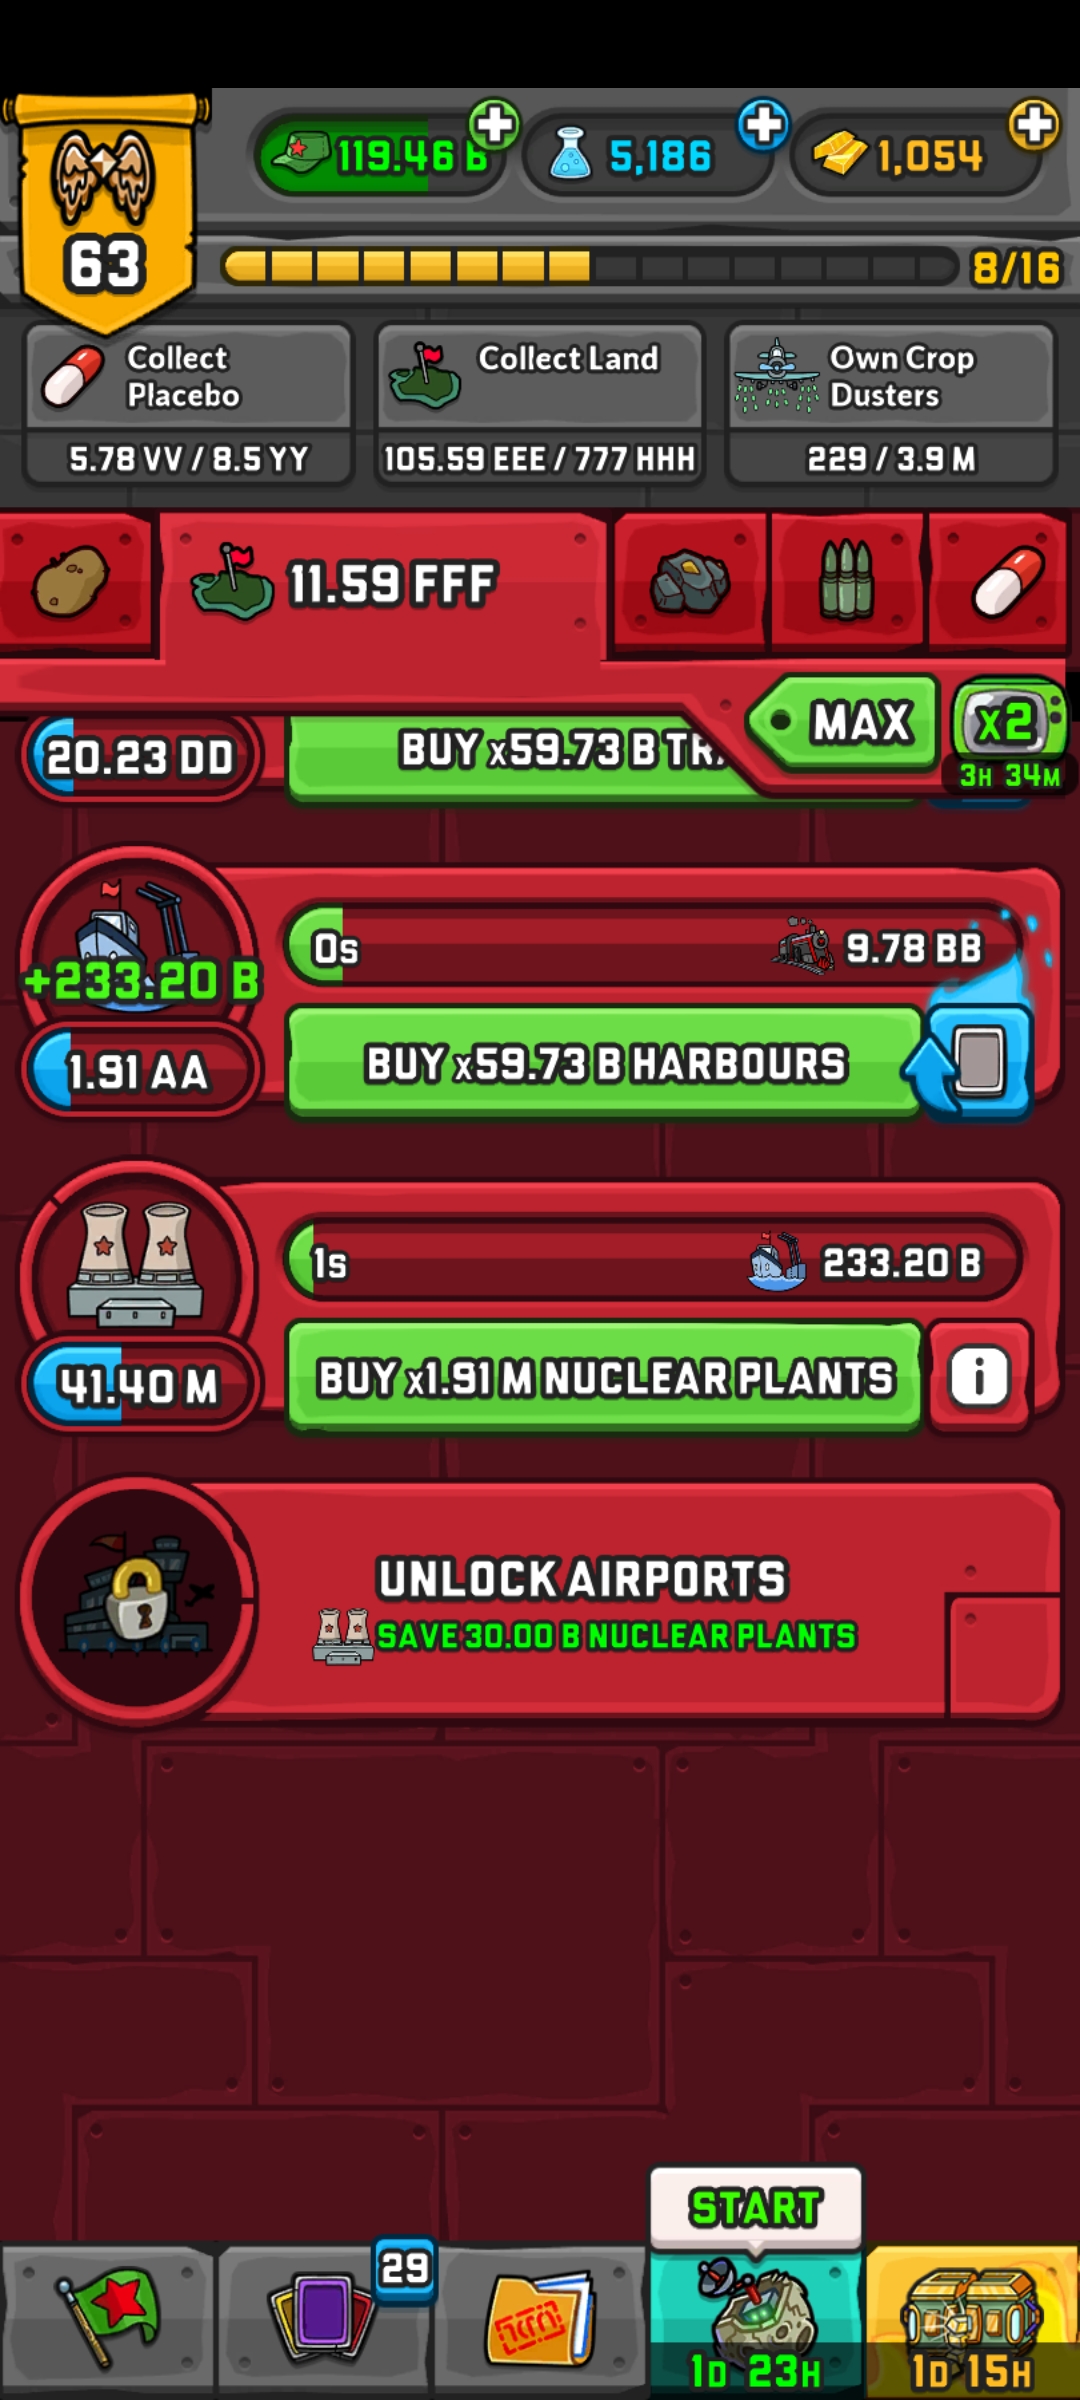 119.46 B
5,186
1,054
63
8/16
Collect
Placebo
5.78 VV / 8.5 YY
Collect Land
105.59 EEE / 777 HHH
Own Crop
Dusters
229 / 3.9 M
11.59 FFF
MAX
x2
3H 34M
20.23 DD
BUY x59.73 B
0s
9.78 BB
+233.20 B
1.91 AA
BUY x59.73 B HARBOURS
1s
233.20 B
41.40 M
BUY x1.91 M NUCLEAR PLANTS
i
UNLOCK AIRPORTS
SAVE 30.00 B NUCLEAR PLANTS
START
29
1D 23H
1D 15H